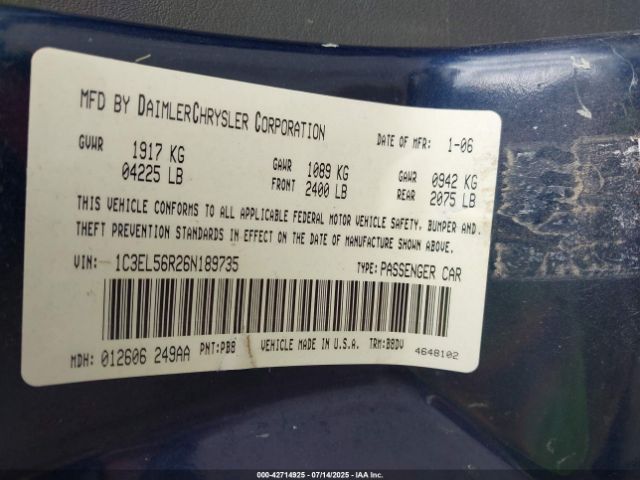 MFD BY DAIMLERCHRYSLER CORPORATION DATE OF MFR: 1-06
GVWR 1917 KG GAWR 1089 KG GAWR 0942 KG
04225 LB FRONT 2400 LB REAR 2075 LB
THIS VEHICLE CONFORMS TO ALL APPLICABLE FEDERAL MOTOR VEHICLE SAFETY, BUMPER AND.
THEFT PREVENTION STANDARDS IN EFFECT ON THE DATE OF MANUFACTURE SHOWN ABOVE.
VIN: 1C3EL56R26N189735 TYPE: PASSENGER CAR
MDH: 012606 249AA PNT:PB8 VEHICLE MADE IN U.S.A. TRM:B8DV 4648102
000-42714925 - 07/14/2025 - IAA Inc.